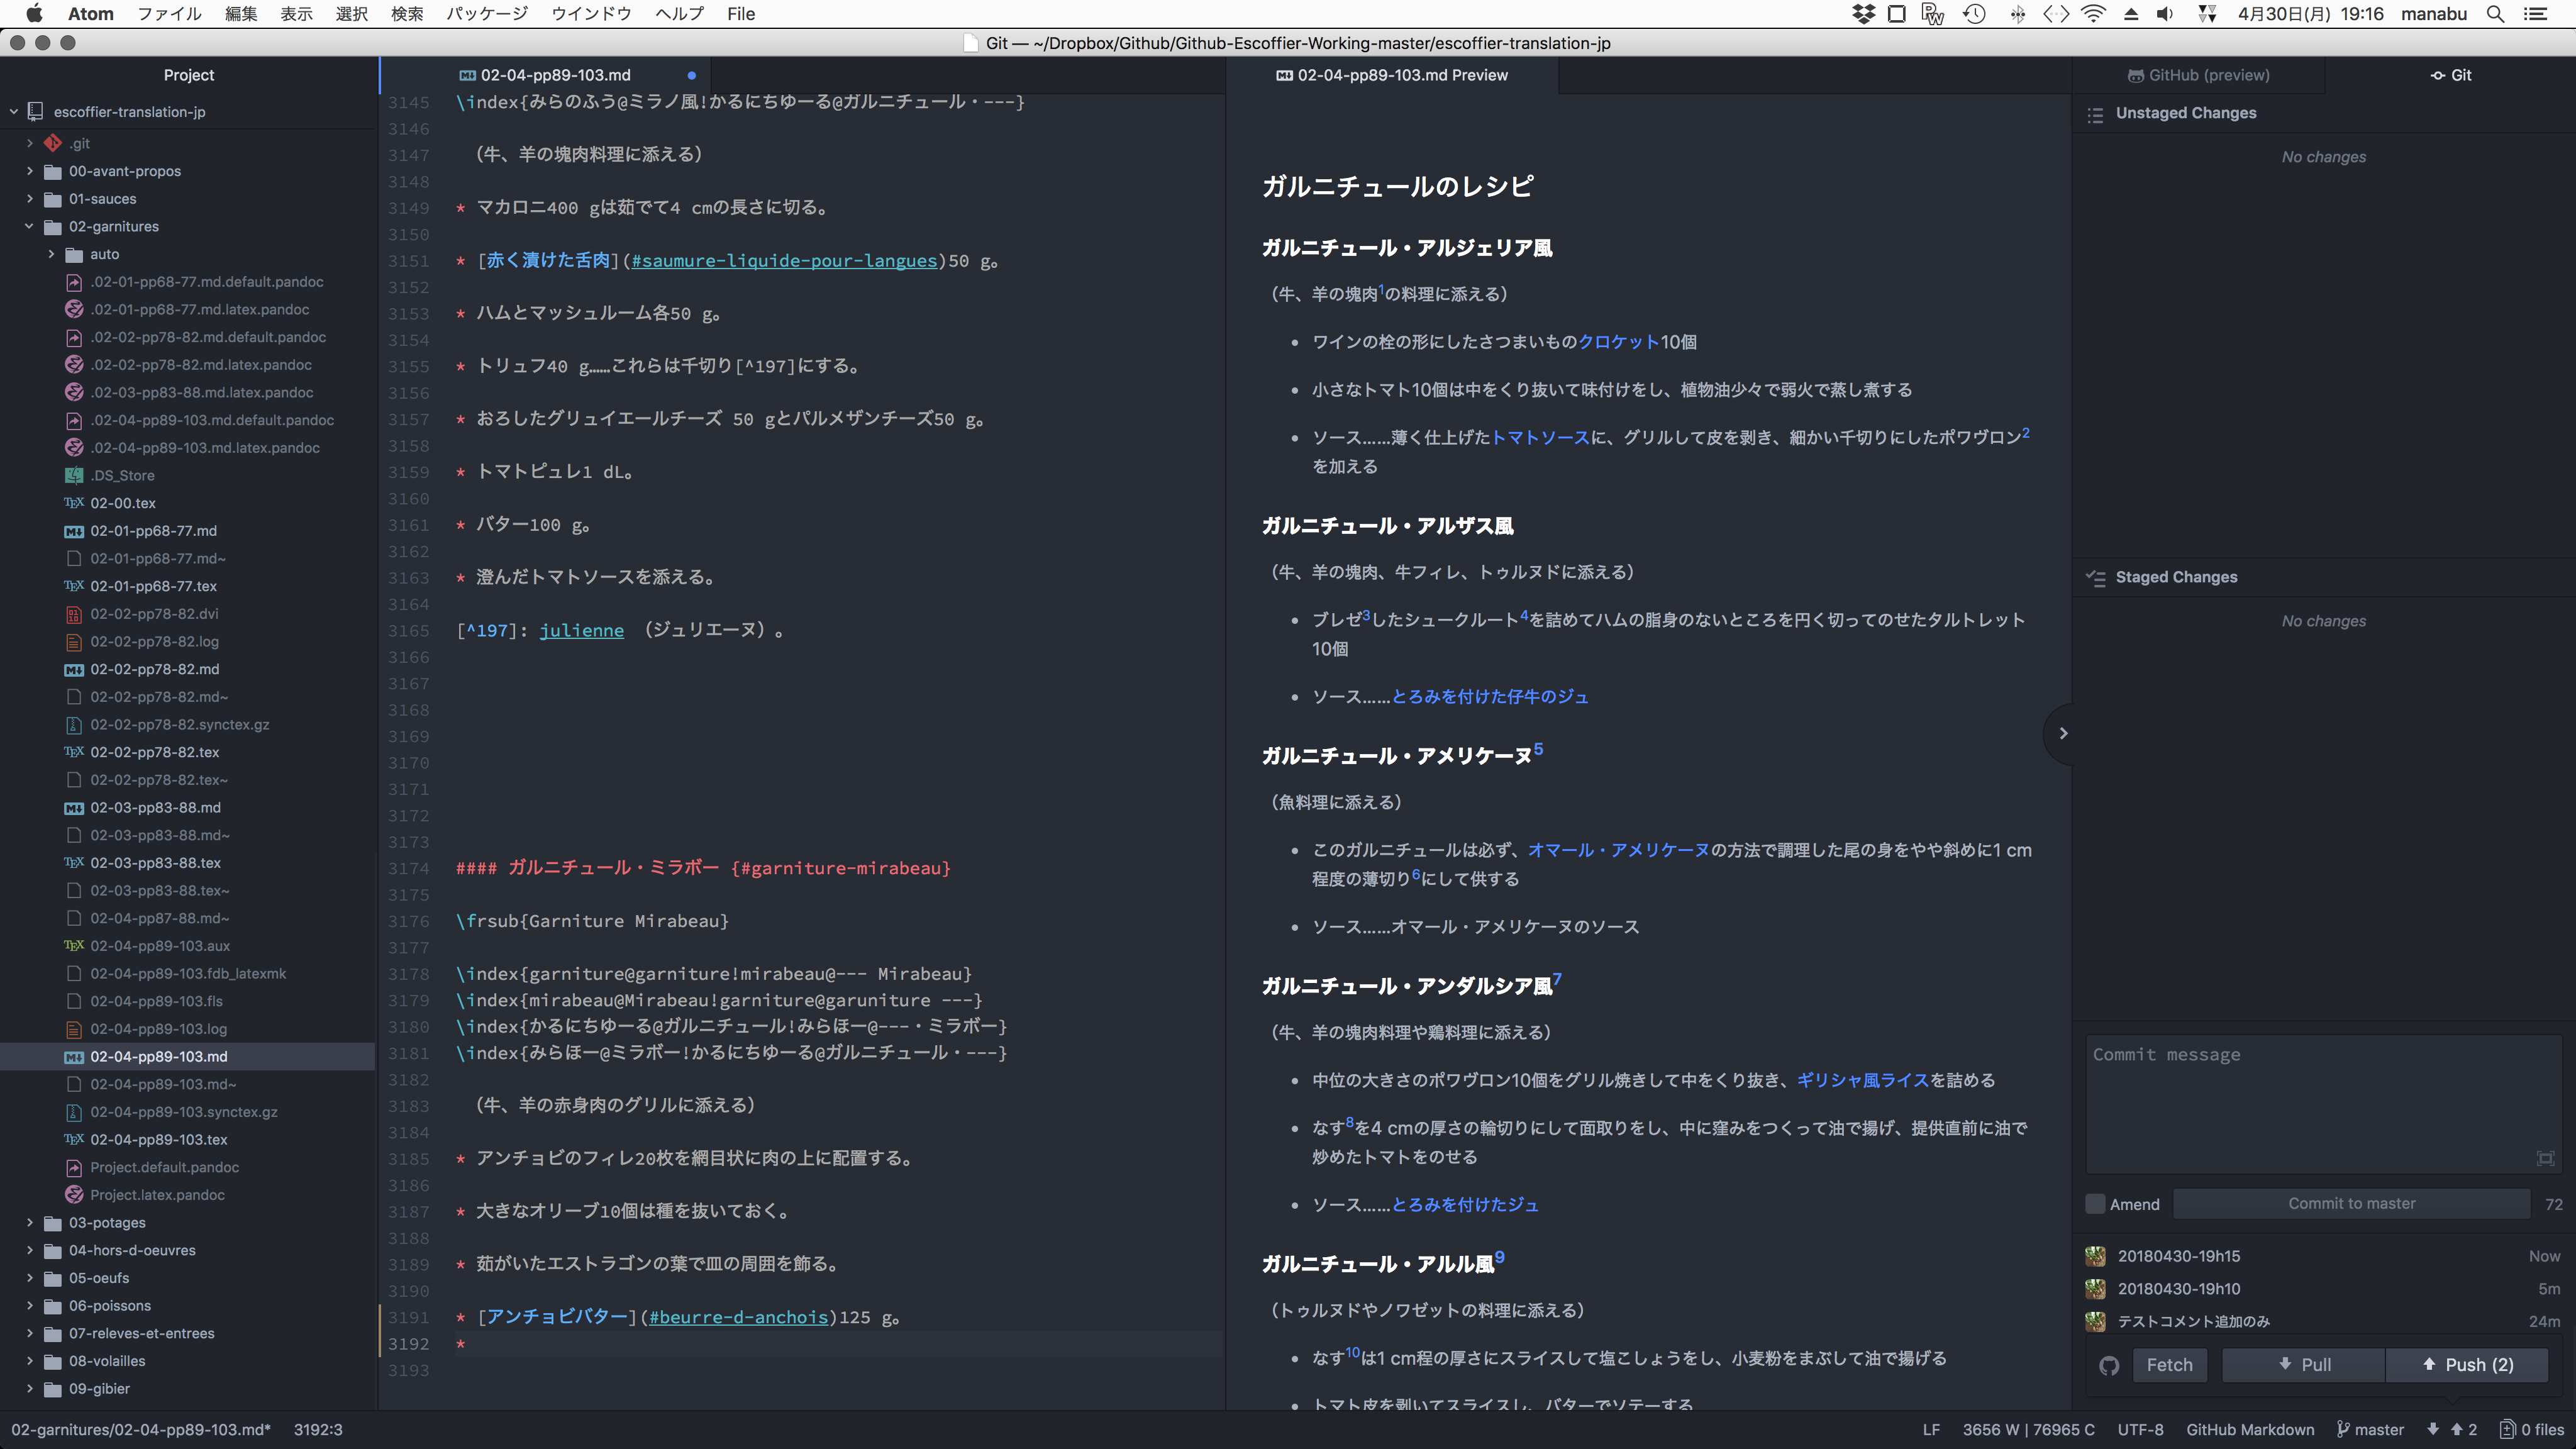 Atom ファイル 編集 表示 選択 検索 パッケージ ウインドウ ヘルプ File 4月30日(月) 19:16 manabu
Git — ~/Dropbox/Github/Github-Escoffier-Working-master/escoffier-translation-jp
Project
escoffier-translation-jp
.git
00-avant-propos
01-sauces
02-garnitures
auto
.02-01-pp68-77.md.default.pandoc
.02-01-pp68-77.md.latex.pandoc
.02-02-pp78-82.md.default.pandoc
.02-02-pp78-82.md.latex.pandoc
.02-03-pp83-88.md.latex.pandoc
.02-04-pp89-103.md.default.pandoc
.02-04-pp89-103.md.latex.pandoc
.DS_Store
02-00.tex
02-01-pp68-77.md
02-01-pp68-77.md~
02-01-pp68-77.tex
02-02-pp78-82.dvi
02-02-pp78-82.log
02-02-pp78-82.md
02-02-pp78-82.md~
02-02-pp78-82.synctex.gz
02-02-pp78-82.tex
02-02-pp78-82.tex~
02-03-pp83-88.md
02-03-pp83-88.md~
02-03-pp83-88.tex
02-03-pp83-88.tex~
02-04-pp87-88.md~
02-04-pp89-103.aux
02-04-pp89-103.fdb_latexmk
02-04-pp89-103.fls
02-04-pp89-103.log
02-04-pp89-103.md
02-04-pp89-103.md~
02-04-pp89-103.synctex.gz
02-04-pp89-103.tex
Project.default.pandoc
Project.latex.pandoc
03-potages
04-hors-d-oeuvres
05-oeufs
06-poissons
07-releves-et-entrees
08-volailles
09-gibier
02-04-pp89-103.md
3145 \index{みらのふう@ミラノ風!かるにちゆーる@ガルニチュール・---}
3146
3147 （牛、羊の塊肉料理に添える）
3148
3149 * マカロニ400 gは茹でて4 cmの長さに切る。
3150
3151 * [赤く漬けた舌肉](#saumure-liquide-pour-langues)50 g。
3152
3153 * ハムとマッシュルーム各50 g。
3154
3155 * トリュフ40 g……これらは千切り[^197]にする。
3156
3157 * おろしたグリュイエールチーズ 50 gとパルメザンチーズ50 g。
3158
3159 * トマトピュレ1 dL。
3160
3161 * バター100 g。
3162
3163 * 澄んだトマトソースを添える。
3164
3165 [^197]: julienne （ジュリエーヌ）。
3166
3167
3168
3169
3170
3171
3172
3173
3174 #### ガルニチュール・ミラボー {#garniture-mirabeau}
3175
3176 \frsub{Garniture Mirabeau}
3177
3178 \index{garniture@garniture!mirabeau@--- Mirabeau}
3179 \index{mirabeau@Mirabeau!garniture@garuniture ---}
3180 \index{かるにちゆーる@ガルニチュール!みらほー@---・ミラボー}
3181 \index{みらほー@ミラボー!かるにちゆーる@ガルニチュール・---}
3182
3183 （牛、羊の赤身肉のグリルに添える）
3184
3185 * アンチョビのフィレ20枚を網目状に肉の上に配置する。
3186
3187 * 大きなオリーブ10個は種を抜いておく。
3188
3189 * 茹がいたエストラゴンの葉で皿の周囲を飾る。
3190
3191 * [アンチョビバター](#beurre-d-anchois)125 g。
3192 *
3193
02-04-pp89-103.md Preview
ガルニチュールのレシピ
ガルニチュール・アルジェリア風
（牛、羊の塊肉1の料理に添える）
• ワインの栓の形にしたさつまいものクロケット10個
• 小さなトマト10個は中をくり抜いて味付けをし、植物油少々で弱火で蒸し煮する
• ソース……薄く仕上げたトマトソースに、グリルして皮を剥き、細かい千切りにしたポワヴロン2
を加える
ガルニチュール・アルザス風
（牛、羊の塊肉、牛フィレ、トゥルヌドに添える）
• ブレゼ3したシュークルート4を詰めてハムの脂身のないところを円く切ってのせたタルトレット
10個
• ソース……とろみを付けた仔牛のジュ
ガルニチュール・アメリケーヌ5
（魚料理に添える）
• このガルニチュールは必ず、オマール・アメリケーヌの方法で調理した尾の身をやや斜めに1 cm
程度の薄切り6にして供する
• ソース……オマール・アメリケーヌのソース
ガルニチュール・アンダルシア風7
（牛、羊の塊肉料理や鶏料理に添える）
• 中位の大きさのポワヴロン10個をグリル焼きして中をくり抜き、ギリシャ風ライスを詰める
• なす8を4 cmの厚さの輪切りにして面取りをし、中に窪みをつくって油で揚げ、提供直前に油で
炒めたトマトをのせる
• ソース……とろみを付けたジュ
ガルニチュール・アルル風9
（トゥルヌドやノワゼットの料理に添える）
• なす10は1 cm程の厚さにスライスして塩こしょうをし、小麦粉をまぶして油で揚げる
• トマト皮を剥いてスライスし、バターでソテーする
GitHub (preview) Git
Unstaged Changes
No changes
Staged Changes
No changes
Commit message
Amend Commit to master 72
20180430-19h15 Now
20180430-19h10 5m
テストコメント追加のみ 24m
Fetch Pull Push (2)
02-garnitures/02-04-pp89-103.md* 3192:3 LF 3656 W | 76965 C UTF-8 GitHub Markdown master 2 0 files